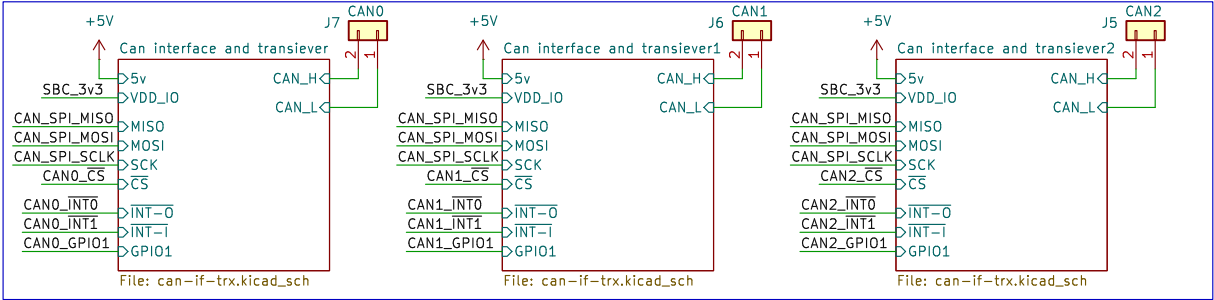 +5V
J7
CAN0
Can interface and transiever
2
1
5v
CAN_H
SBC_3v3
VDD_IO
CAN_L
CAN_SPI_MISO
MISO
CAN_SPI_MOSI
MOSI
CAN_SPI_SCLK
SCK
CAN0_CS
CS
CAN0_INT0
INT-0
CAN0_INT1
INT-I
CAN0_GPIO1
GPIO1
File: can-if-trx.kicad_sch
+5V
J6
CAN1
Can interface and transiever1
2
1
5v
CAN_H
SBC_3v3
VDD_IO
CAN_L
CAN_SPI_MISO
MISO
CAN_SPI_MOSI
MOSI
CAN_SPI_SCLK
SCK
CAN1_CS
CS
CAN1_INT0
INT-0
CAN1_INT1
INT-I
CAN1_GPIO1
GPIO1
File: can-if-trx.kicad_sch
+5V
J5
CAN2
Can interface and transiever2
2
1
5v
CAN_H
SBC_3v3
VDD_IO
CAN_L
CAN_SPI_MISO
MISO
CAN_SPI_MOSI
MOSI
CAN_SPI_SCLK
SCK
CAN2_CS
CS
CAN2_INT0
INT-0
CAN2_INT1
INT-I
CAN2_GPIO1
GPIO1
File: can-if-trx.kicad_sch